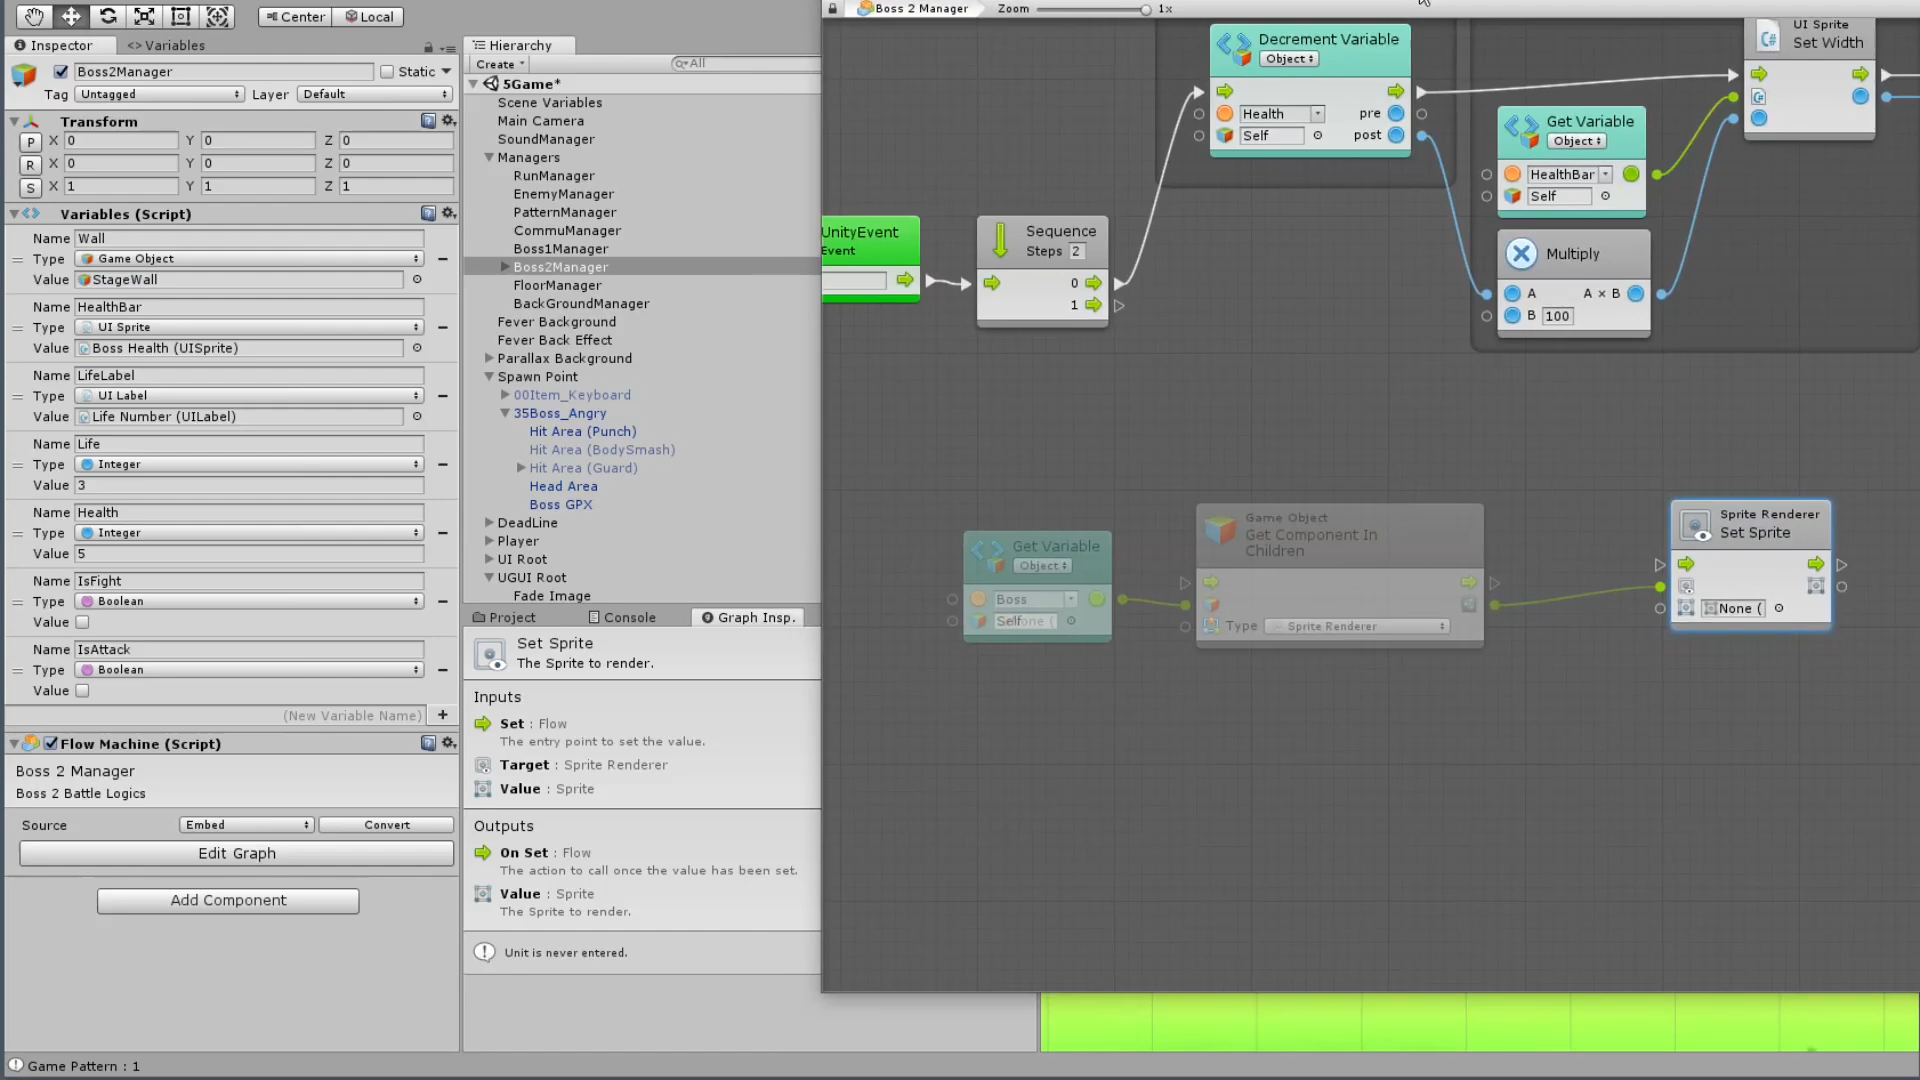 Center
Local
Inspector
<> Variables
Boss2Manager
Static
Tag
Untagged
Layer
Default
Transform
P X 0 Y 0 Z 0
R X 0 Y 0 Z 0
S X 1 Y 1 Z 1
Variables (Script)
Name Wall
Type Game Object
Value StageWall
Name HealthBar
Type UI Sprite
Value Boss Health (UISprite)
Name LifeLabel
Type UI Label
Value Life Number (UILabel)
Name Life
Type Integer
Value 3
Name Health
Type Integer
Value 5
Name IsFight
Type Boolean
Value
Name IsAttack
Type Boolean
Value
(New Variable Name) +
Flow Machine (Script)
Boss 2 Manager
Boss 2 Battle Logics
Source
Embed
Convert
Edit Graph
Add Component
Game Pattern : 1
Hierarchy
Create
All
5Game*
Scene Variables
Main Camera
SoundManager
Managers
RunManager
EnemyManager
PatternManager
CommuManager
Boss1Manager
Boss2Manager
FloorManager
BackGroundManager
Fever Background
Fever Back Effect
Parallax Background
Spawn Point
00Item_Keyboard
35Boss_Angry
Hit Area (Punch)
Hit Area (BodySmash)
Hit Area (Guard)
Head Area
Boss GPX
DeadLine
Player
UI Root
UGUI Root
Fade Image
Project
Console
Graph Insp.
Set Sprite
The Sprite to render.
Inputs
Set : Flow
The entry point to set the value.
Target : Sprite Renderer
Value : Sprite
Outputs
On Set : Flow
The action to call once the value has been set.
Value : Sprite
The Sprite to render.
Unit is never entered.
Boss 2 Manager
Zoom
1x
UnityEvent
Event
Sequence
Steps 2
0
1
Decrement Variable
Object
Health
pre
Self
post
Get Variable
Object
HealthBar
Self
Multiply
A
A × B
B 100
UI Sprite
Set Width
C#
Get Variable
Object
Boss
Self
Game Object
Get Component In
Children
Type
Sprite Renderer
Sprite Renderer
Set Sprite
None (